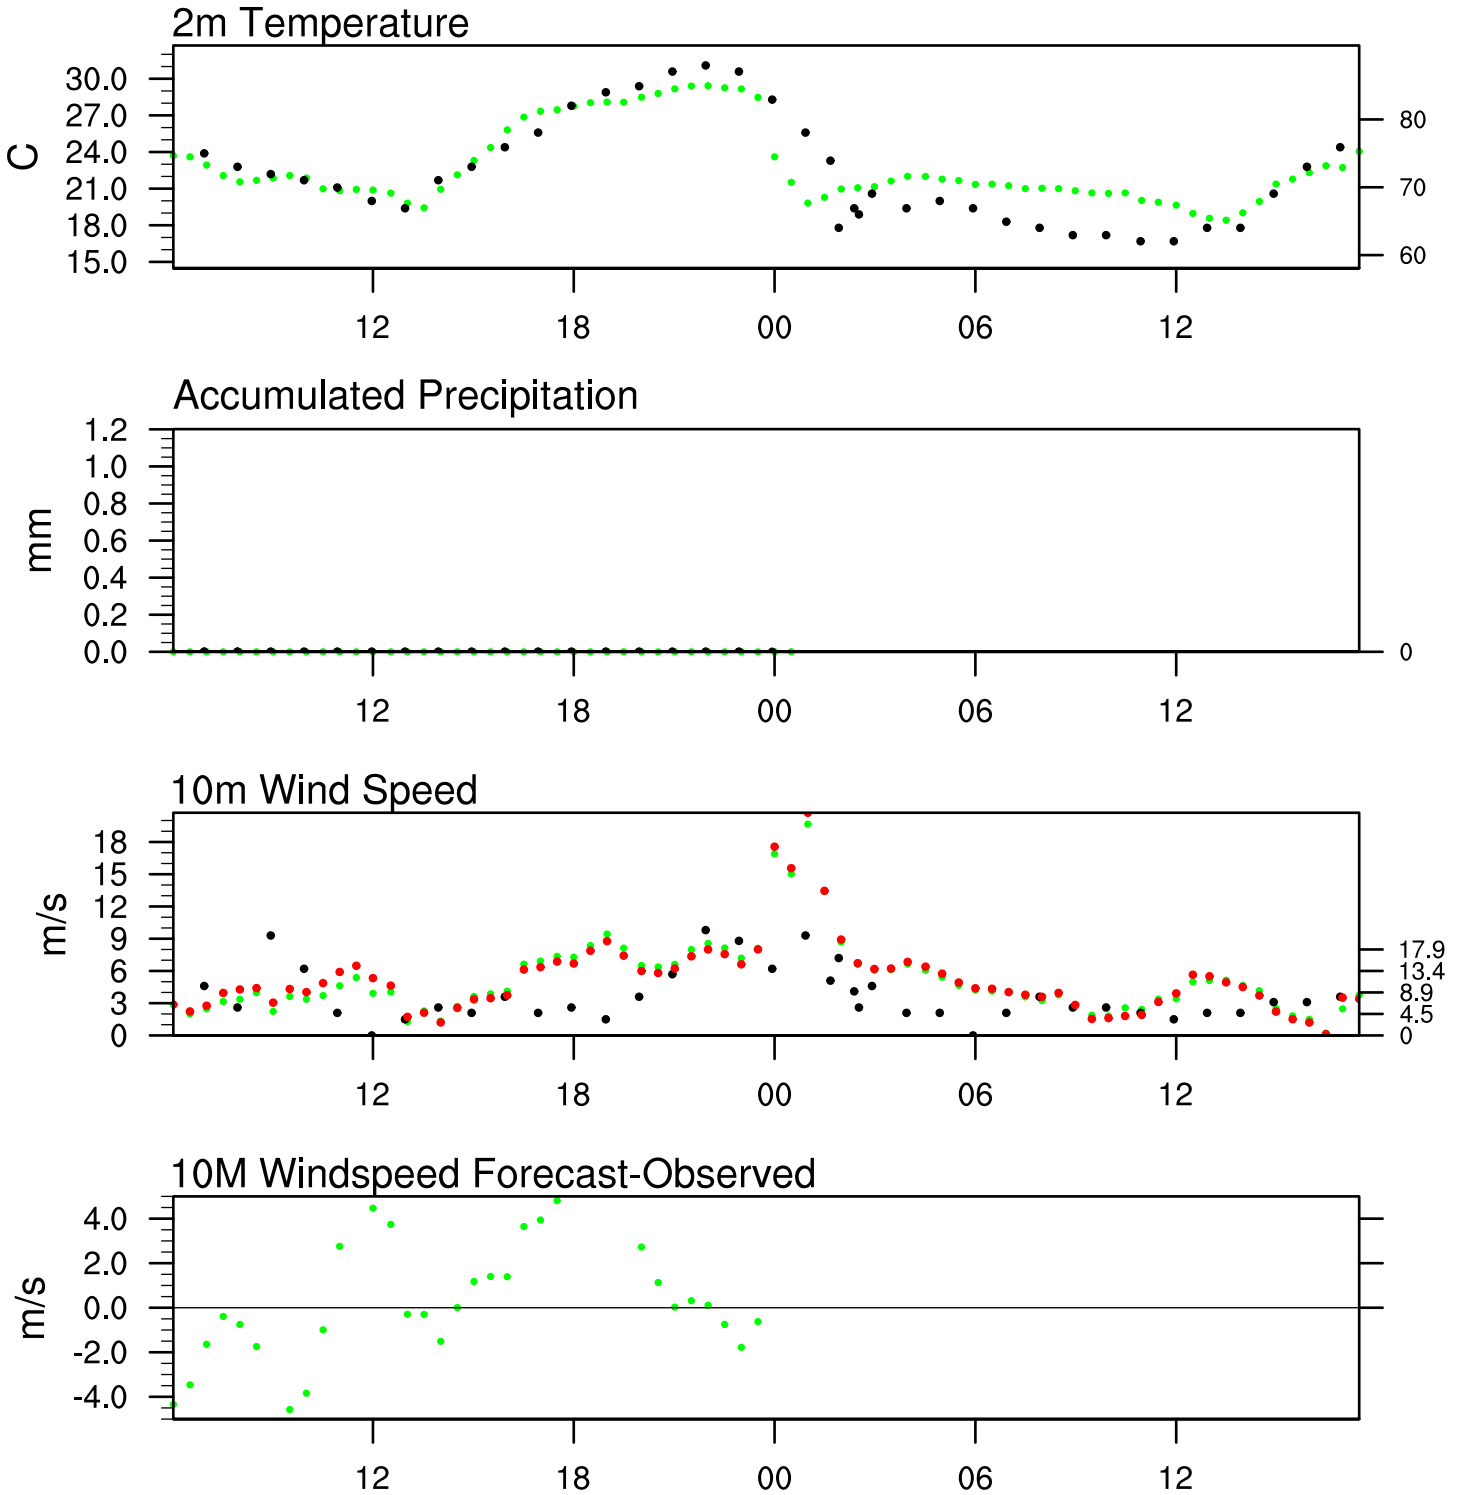 2m Temperature
30.0
27.0
24.0
21.0
18.0
15.0
C
80
70
60
12 18 00 06 12
Accumulated Precipitation
1.2
1.0
0.8
0.6
0.4
0.2
0.0
mm
0
12 18 00 06 12
10m Wind Speed
18
15
12
9
6
3
0
m/s
17.9
13.4
8.9
4.5
0
12 18 00 06 12
10M Windspeed Forecast-Observed
4.0
2.0
0.0
-2.0
-4.0
m/s
12 18 00 06 12